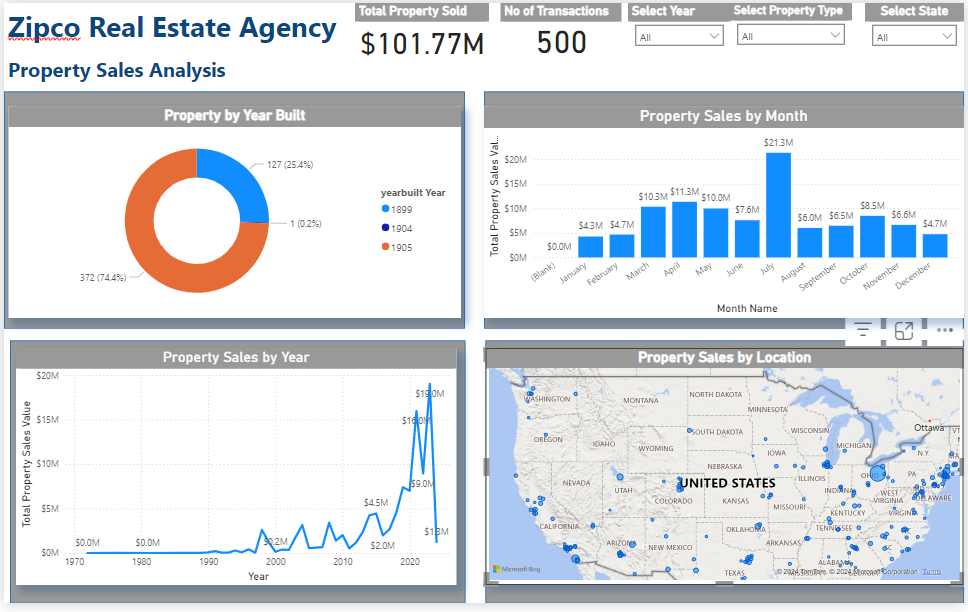 Zipco Real Estate Agency
Property Sales Analysis
Total Property Sold
$101.77M
No of Transactions
500
Select Year
All
Select Property Type
All
Select State
All
Property by Year Built
127 (25.4%)
1 (0.2%)
372 (74.4%)
yearbuilt Year
1899
1904
1905
Property Sales by Month
Total Property Sales Val...
$20M
$15M
$10M
$5M
$0M
$0.0M
$4.3M
$4.7M
$10.3M
$11.3M
$10.0M
$7.6M
$21.3M
$6.0M
$6.5M
$8.5M
$6.6M
$4.7M
(Blank)
January
February
March
April
May
June
July
August
September
October
November
December
Month Name
Property Sales by Year
Total Property Sales Value
$20M
$15M
$10M
$5M
$0M
$0.0M
$0.0M
$0.2M
$4.5M
$2.0M
$9.0M
$19.0M
1970
1980
1990
2000
2010
2020
Year
Property Sales by Location
WASHINGTON
MONTANA
NORTH DAKOTA
MINNESOTA
OREGON
IDAHO
WYOMING
SOUTH DAKOTA
WISCONSIN
MICHIGAN
Ottawa
VT
N.Y.
NEVADA
UTAH
COLORADO
NEBRASKA
IOWA
ILLINOIS
INDIANA
OHIO
PA
UNITED STATES
KANSAS
MISSOURI
WEST
VIRGINIA
DELAWARE
KENTUCKY
VIRGINIA
CALIFORNIA
ARIZONA
NEW MEXICO
OKLAHOMA
ARKANSAS
TENNESSEE
SC
TEXAS
ALABAMA
Microsoft Bing
© 2024 TomTom, © 2024 Microsoft Corporation
Terms